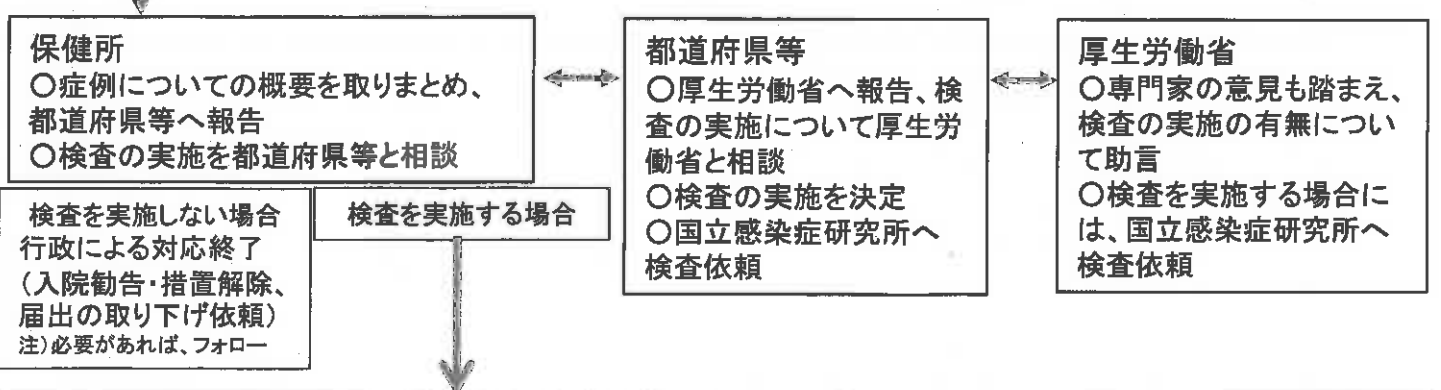 保健所
○症例についての概要を取りまとめ、
都道府県等へ報告
○検査の実施を都道府県等と相談
都道府県等
○厚生労働省へ報告、検
査の実施について厚生労
働省と相談
○検査の実施を決定
○国立感染症研究所へ
検査依頼
厚生労働省
○専門家の意見も踏まえ、
検査の実施の有無につい
て助言
○検査を実施する場合に
は、国立感染症研究所へ
検査依頼
検査を実施しない場合
行政による対応終了
(入院勧告・措置解除、
届出の取り下げ依頼)
注)必要があれば、フォロー
検査を実施する場合